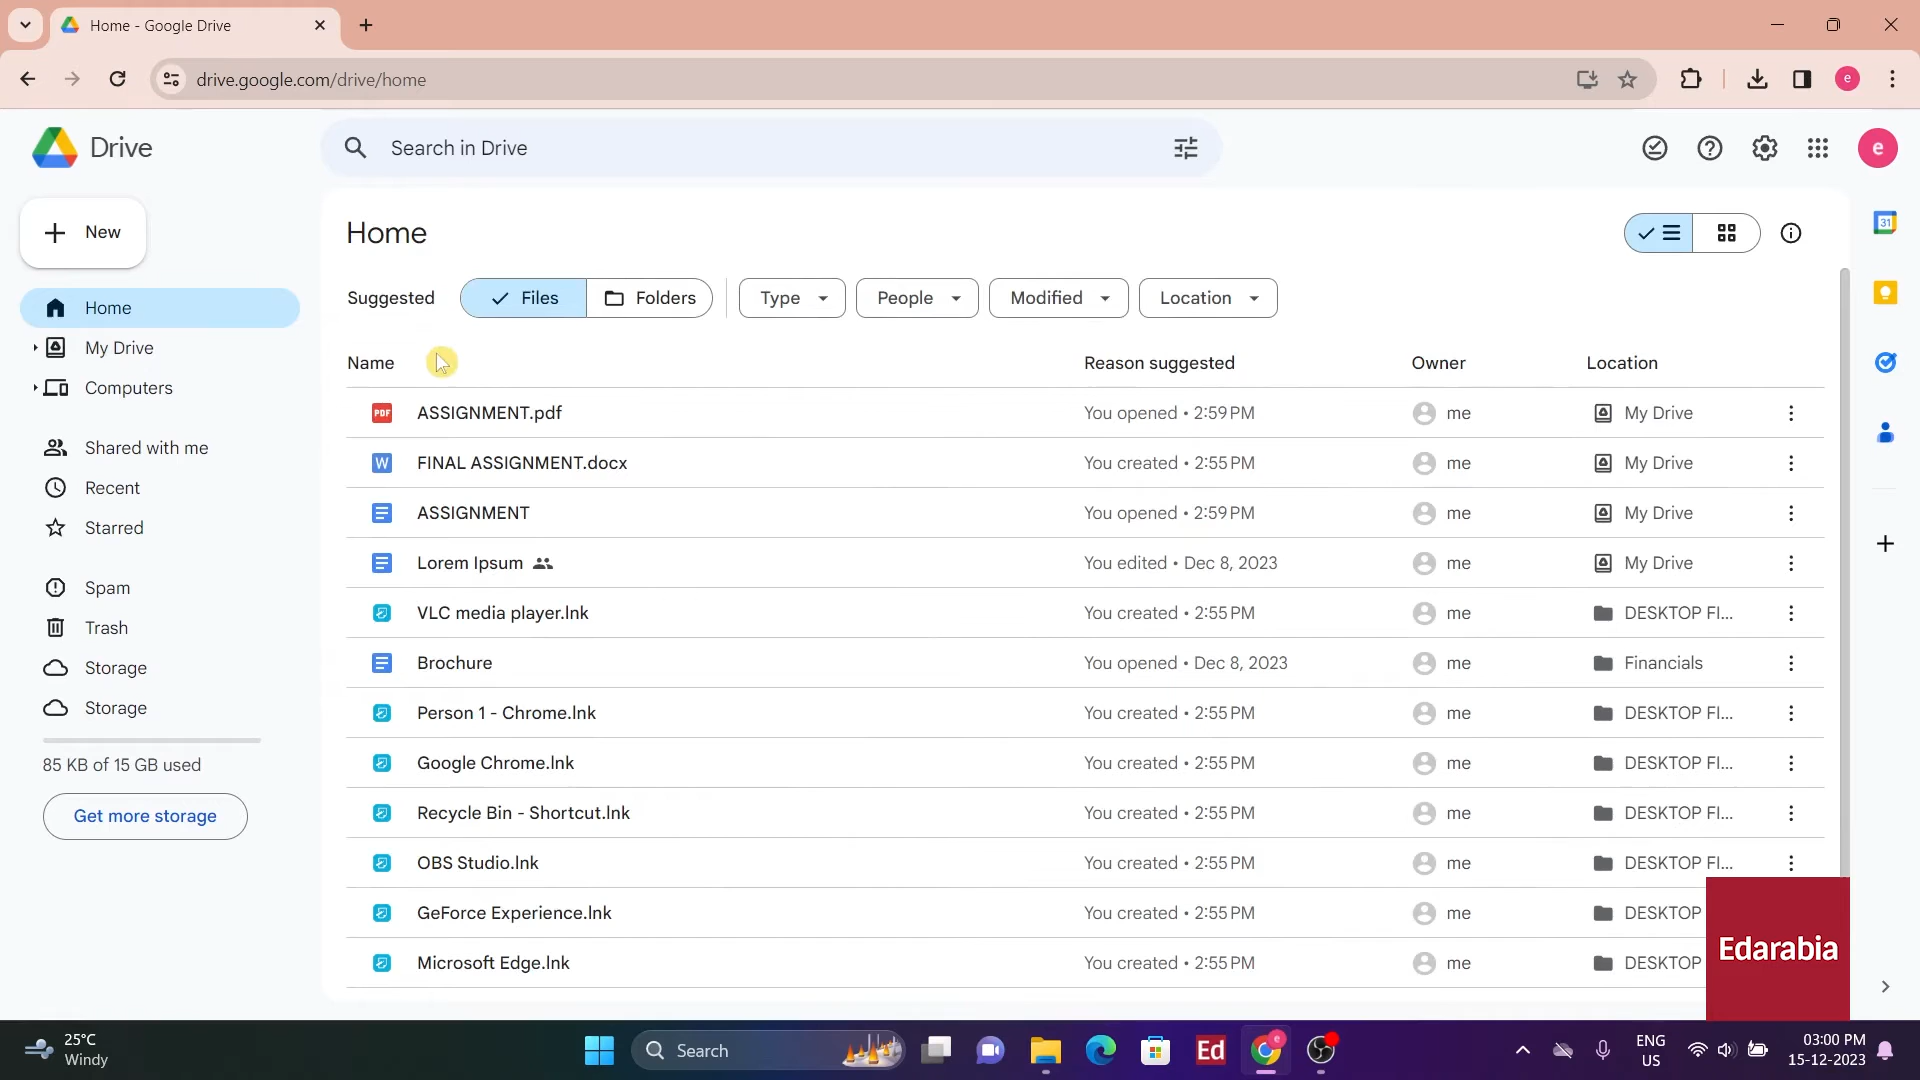 Home - Google Drive
drive.google.com/drive/home
e
Drive
Search in Drive
e
New
Home
31
Suggested
Files
Folders
Type
People
Modified
Location
Home
My Drive
Computers
Shared with me
Recent
Starred
Spam
Trash
Storage
Storage
85 KB of 15 GB used
Get more storage
Name
Reason suggested
Owner
Location
PDF ASSIGNMENT.pdf You opened • 2:59 PM me My Drive
W FINAL ASSIGNMENT.docx You created • 2:55 PM me My Drive
ASSIGNMENT You opened • 2:59 PM me My Drive
Lorem Ipsum You edited • Dec 8, 2023 me My Drive
VLC media player.lnk You created • 2:55 PM me DESKTOP FI...
Brochure You opened • Dec 8, 2023 me Financials
Person 1 - Chrome.lnk You created • 2:55 PM me DESKTOP FI...
Google Chrome.lnk You created • 2:55 PM me DESKTOP FI...
Recycle Bin - Shortcut.lnk You created • 2:55 PM me DESKTOP FI...
OBS Studio.lnk You created • 2:55 PM me DESKTOP FI...
GeForce Experience.lnk You created • 2:55 PM me DESKTOP
Microsoft Edge.lnk You created • 2:55 PM me DESKTOP
Edarabia
25°C
Windy
Search
Ed
e
ENG
US
03:00 PM
15-12-2023